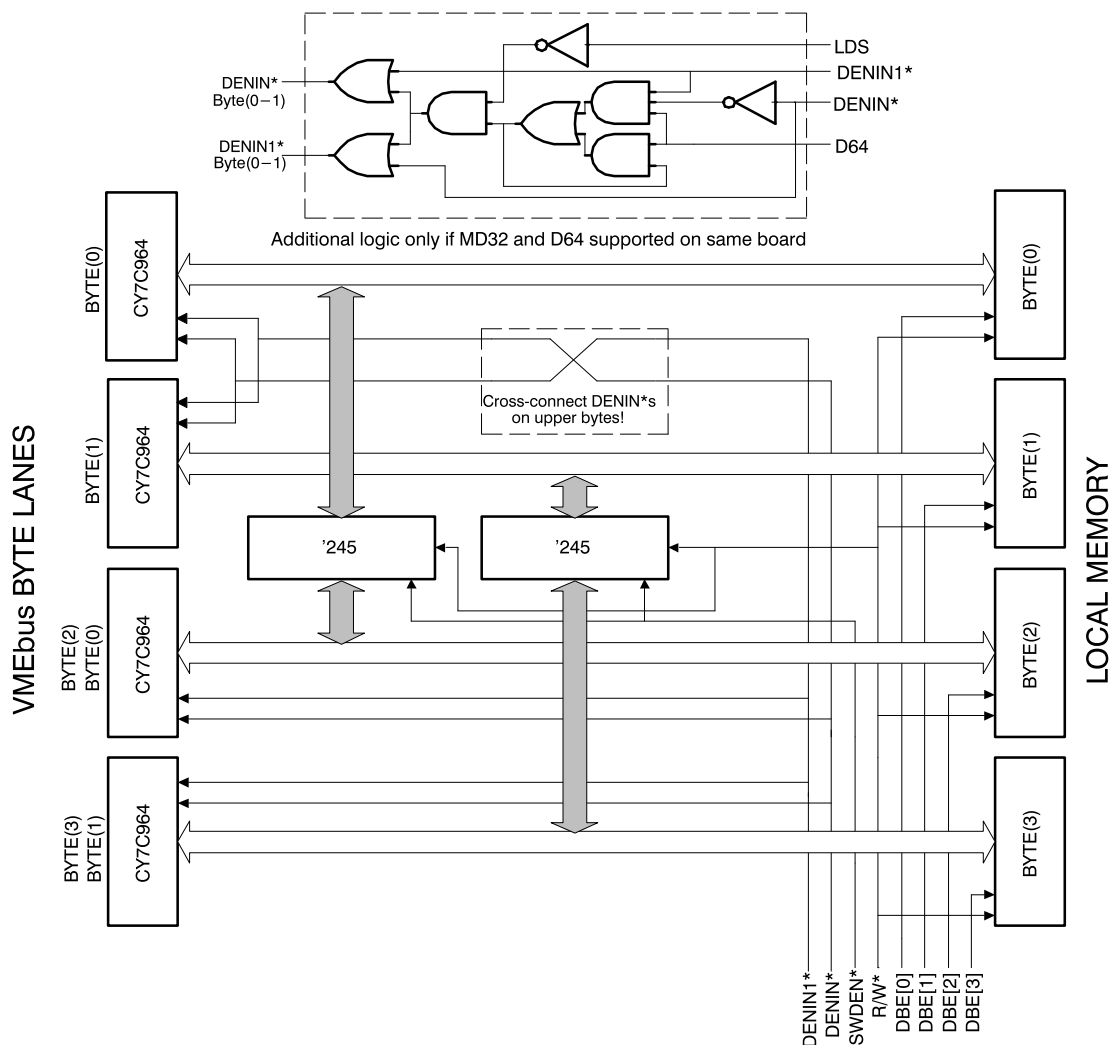 LDS
DENIN1*
DENIN*
D64
DENIN*
Byte(0−1)
DENIN1*
Byte(0−1)
Additional logic only if MD32 and D64 supported on same board
BYTE(0)
CY7C964
BYTE(0)
Cross-connect DENIN*s
on upper bytes!
BYTE(1)
CY7C964
BYTE(1)
VMEbus BYTE LANES
LOCAL MEMORY
’245
’245
BYTE(2)
BYTE(0)
CY7C964
BYTE(2)
BYTE(3)
BYTE(1)
CY7C964
BYTE(3)
DENIN1*
DENIN*
SWDEN*
R/W*
DBE[0]
DBE[1]
DBE[2]
DBE[3]